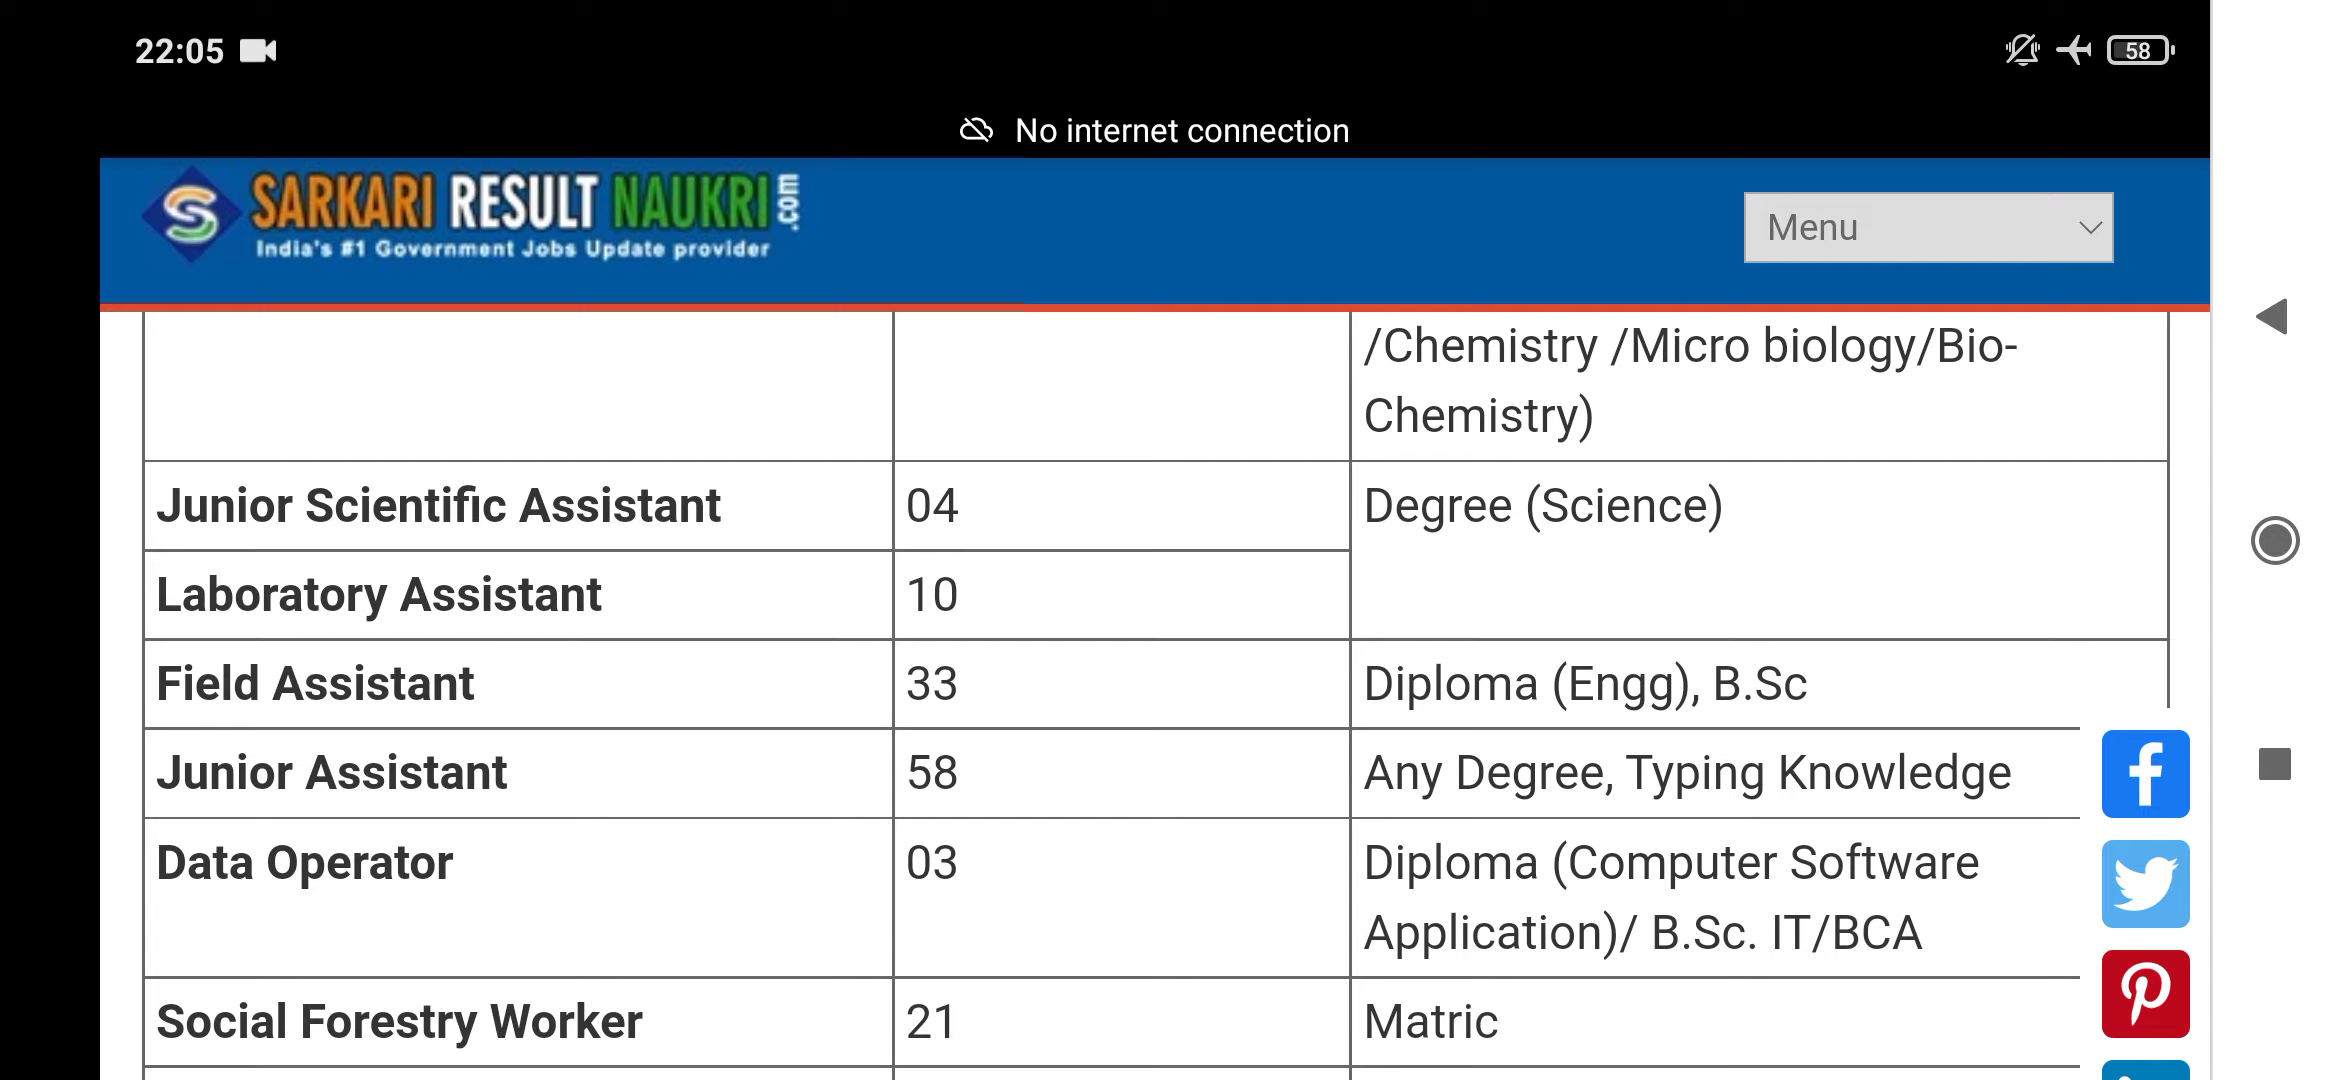 22:05
58
No internet connection
SARKARI RESULT NAUKRI .com
India's #1 Government Jobs Update provider
Menu
/Chemistry /Micro biology/Bio-
Chemistry)
Junior Scientific Assistant 04 Degree (Science)
Laboratory Assistant 10
Field Assistant 33 Diploma (Engg), B.Sc
Junior Assistant 58 Any Degree, Typing Knowledge
Data Operator 03 Diploma (Computer Software
Application)/ B.Sc. IT/BCA
Social Forestry Worker 21 Matric